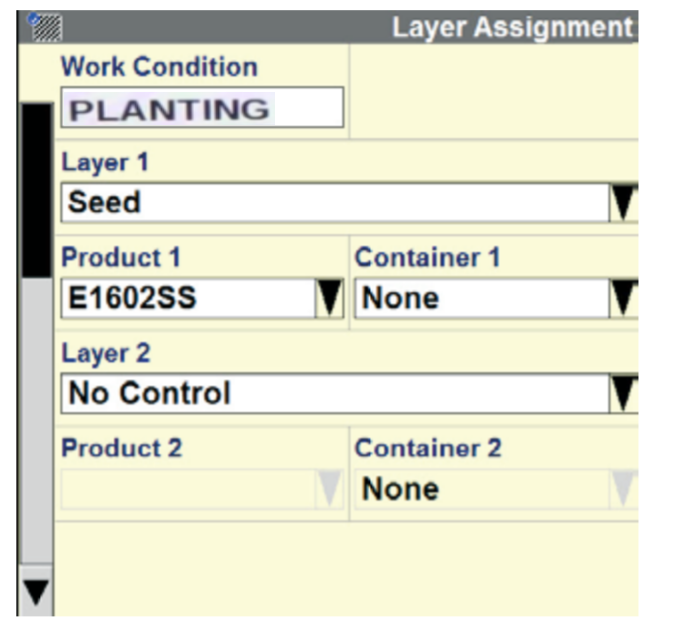 Layer Assignment
Work Condition
PLANTING
Layer 1
Seed
Product 1 Container 1
E1602SS None
Layer 2
No Control
Product 2 Container 2
None